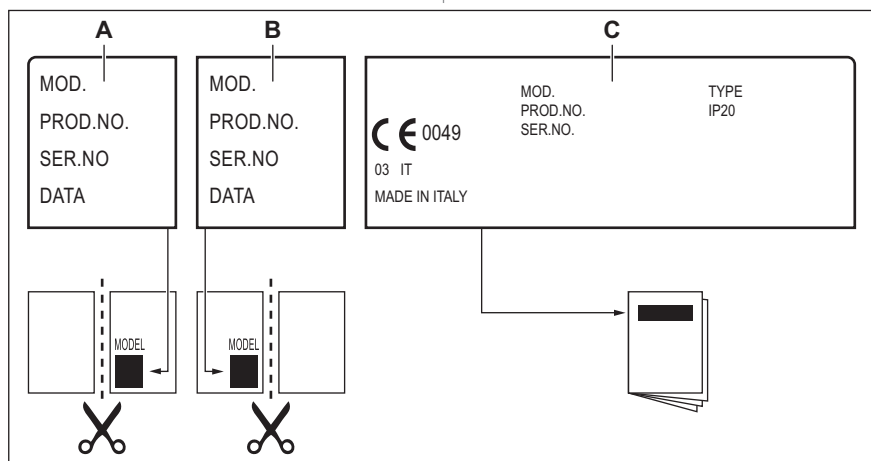 A
B
C
MOD.
PROD.NO.
SER.NO
DATA
MOD.
PROD.NO.
SER.NO
DATA
MOD.
PROD.NO.
SER.NO.
TYPE
IP20
CE 0049
03 IT
MADE IN ITALY
MODEL
MODEL